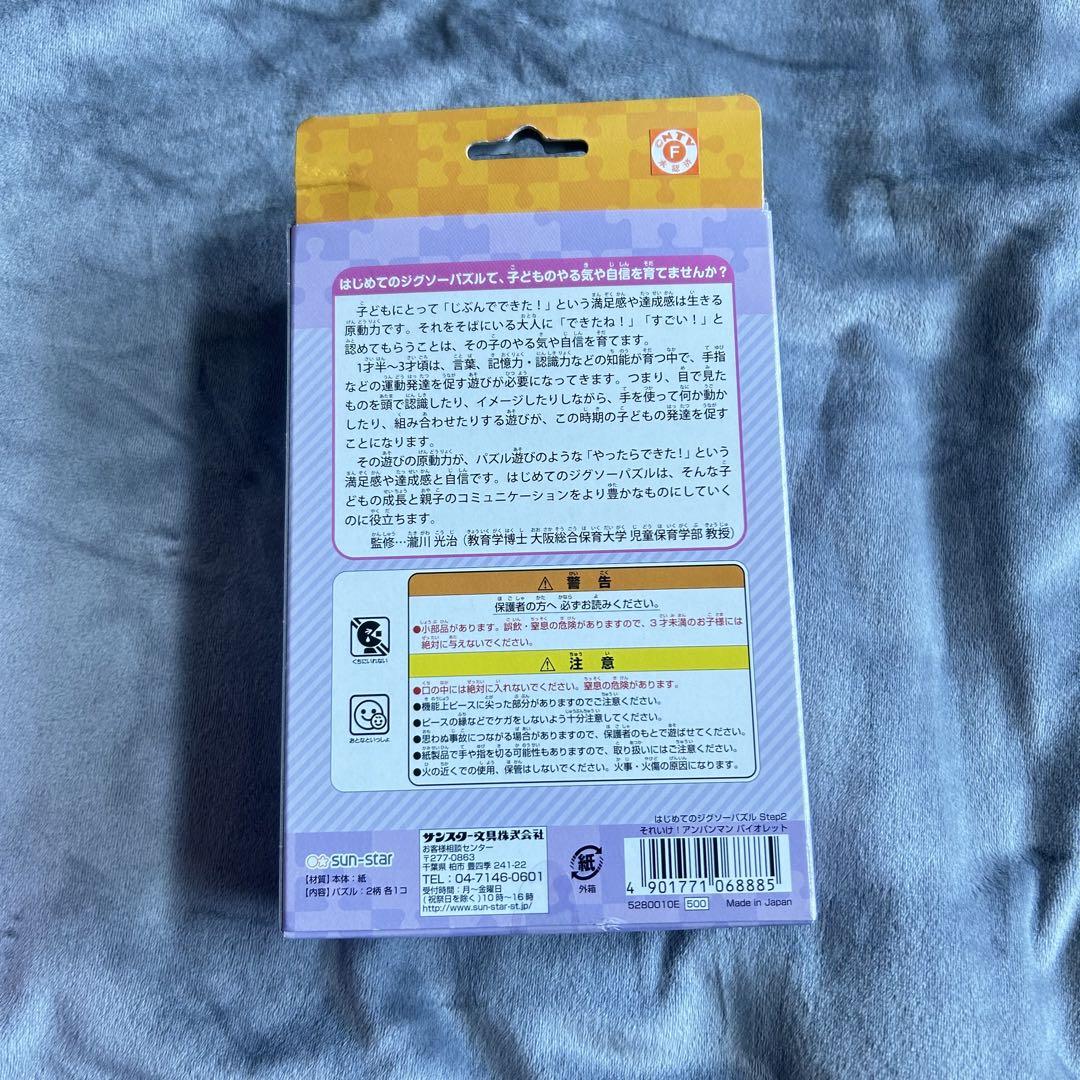 NTV
F
承認済
はじめてのジグソーパズルで、子どものやる気や自信を育てませんか？
子どもにとって「じぶんでできた！」という満足感や達成感は生きる
原動力です。それをそばにいる大人に「できたね！」「すごい！」と
認めてもらうことは、その子のやる気や自信を育てます。
1才半〜3才頃は、言葉、記憶力・認識力などの知能が育つ中で、手指
などの運動発達を促す遊びが必要になってきます。つまり、目で見た
ものを頭で認識したり、イメージしたりしながら、手を使って何か動か
したり、組み合わせたりする遊びが、この時期の子どもの発達を促す
ことになります。
その遊びの原動力が、パズル遊びのような「やったらできた！」という
満足感や達成感と自信です。はじめてのジグソーパズルは、そんな子
どもの成長と親子のコミュニケーションをより豊かなものにしていく
のに役立ちます。
監修…瀧川 光治（教育学博士 大阪総合保育大学 児童保育学部 教授）
くちにいれない
おとなといっしょ
警告
保護者の方へ 必ずお読みください。
●小部品があります。誤飲・窒息の危険がありますので、3才未満のお子様には
絶対に与えないでください。
注意
●口の中には絶対に入れないでください。窒息の危険があります。
●機能上ピースに尖った部分がありますのでご注意ください。
●ピースの縁などでケガをしないよう十分注意してください。
●思わぬ事故につながる場合がありますので、保護者のもとで遊ばせてください。
●紙製品で手や指を切る可能性もありますので、取り扱いにはご注意ください。
●火の近くでの使用、保管はしないでください。火事・火傷の原因になります。
はじめてのジグソーパズル Step2
それいけ！アンパンマン バイオレット
sun-star
【材質】本体：紙
【内容】パズル：2柄 各1コ
サンスター文具株式会社
お客様相談センター
〒277-0863
千葉県 柏市 豊四季 241-22
TEL：04-7146-0601
受付時間：月〜金曜日
（祝祭日を除く）10時〜16時
http://www.sun-star-st.jp/
紙
外箱
4 901771 068885
5280010E 500 Made in Japan